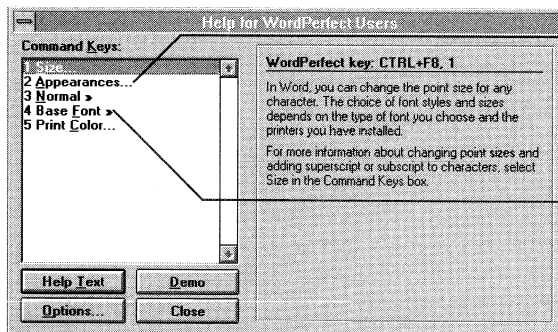 Help for WordPerfect Users
Command Keys:
1 Size...
2 Appearances...
3 Normal »
4 Base Font »
5 Print Color...
WordPerfect key: CTRL+F8, 1
In Word, you can change the point size for any
character. The choice of font styles and sizes
depends on the type of font you choose and the
printers you have installed.
For more information about changing point sizes and
adding superscript or subscript to characters, select
Size in the Command Keys box.
Help Text
Demo
Options...
Close